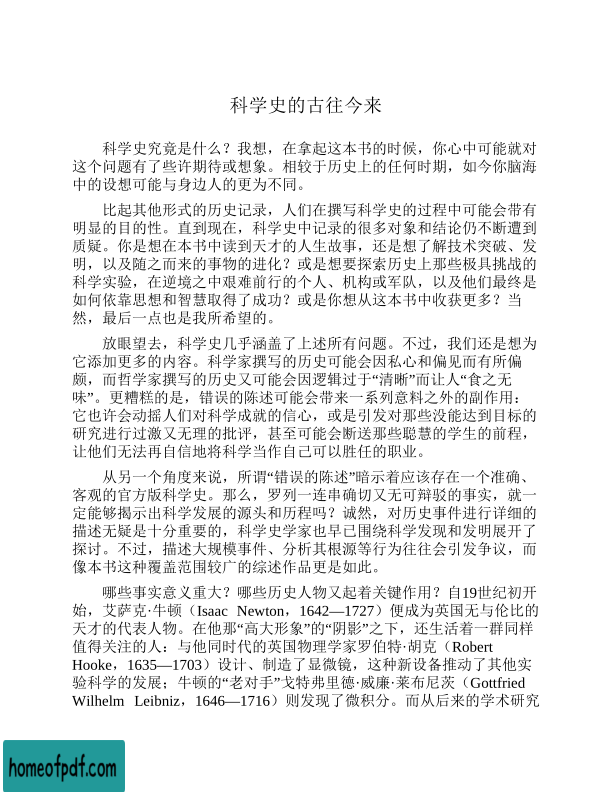 科学史的古往今来
科学史究竟是什么？我想，在拿起这本书的时候，你心中可能就对
这个问题有了些许期待或想象。相较于历史上的任何时期，如今你脑海
中的设想可能与身边人的更为不同。
比起其他形式的历史记录，人们在撰写科学史的过程中可能会带有
明显的目的性。直到现在，科学史中记录的很多对象和结论仍不断遭到
质疑。你是想在本书中读到天才的人生故事，还是想了解技术突破、发
明，以及随之而来的事物的进化？或是想要探索历史上那些极具挑战的
科学实验，在逆境之中艰难前行的个人、机构或军队，以及他们最终是
如何依靠思想和智慧取得了成功？或是你想从这本书中收获更多？当
然，最后一点也是我所希望的。
放眼望去，科学史几乎涵盖了上述所有问题。不过，我们还是想为
它添加更多的内容。科学家撰写的历史可能会因私心和偏见而有所偏
颇，而哲学家撰写的历史又可能会因逻辑过于“清晰”而让人“食之无
味”。更糟糕的是，错误的陈述可能会带来一系列意料之外的副作用：
它也许会动摇人们对科学成就的信心，或是引发对那些没能达到目标的
研究进行过激又无理的批评，甚至可能会断送那些聪慧的学生的前程，
让他们无法再自信地将科学当作自己可以胜任的职业。
从另一个角度来说，所谓“错误的陈述”暗示着应该存在一个准确、
客观的官方版科学史。那么，罗列一连串确切又无可辩驳的事实，就一
定能够揭示出科学发展的源头和历程吗？诚然，对历史事件进行详细的
描述无疑是十分重要的，科学史学家也早已围绕科学发现和发明展开了
探讨。不过，描述大规模事件、分析其根源等行为往往会引发争议，而
像本书这种覆盖范围较广的综述作品更是如此。
哪些事实意义重大？哪些历史人物又起着关键作用？自19世纪初开
始，艾萨克·牛顿（Isaac Newton，1642—1727）便成为英国无与伦比的
天才的代表人物。在他那“高大形象”的“阴影”之下，还生活着一群同样
值得关注的人：与他同时代的英国物理学家罗伯特·胡克（Robert
Hooke，1635—1703）设计、制造了显微镜，这种新设备推动了其他实
验科学的发展；牛顿的“老对手”戈特弗里德·威廉·莱布尼茨（Gottfried
Wilhelm Leibniz，1646—1716）则发现了微积分。而从后来的学术研究
homeofpdf.com